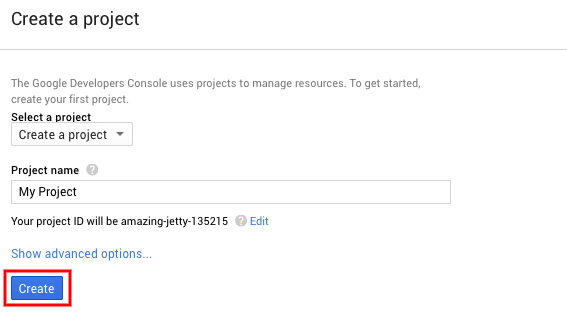 Create a project
The Google Developers Console uses projects to manage resources. To get started,
create your first project.
Select a project
Create a project
Project name ?
My Project
Your project ID will be amazing-jetty-135215 ? Edit
Show advanced options...
Create